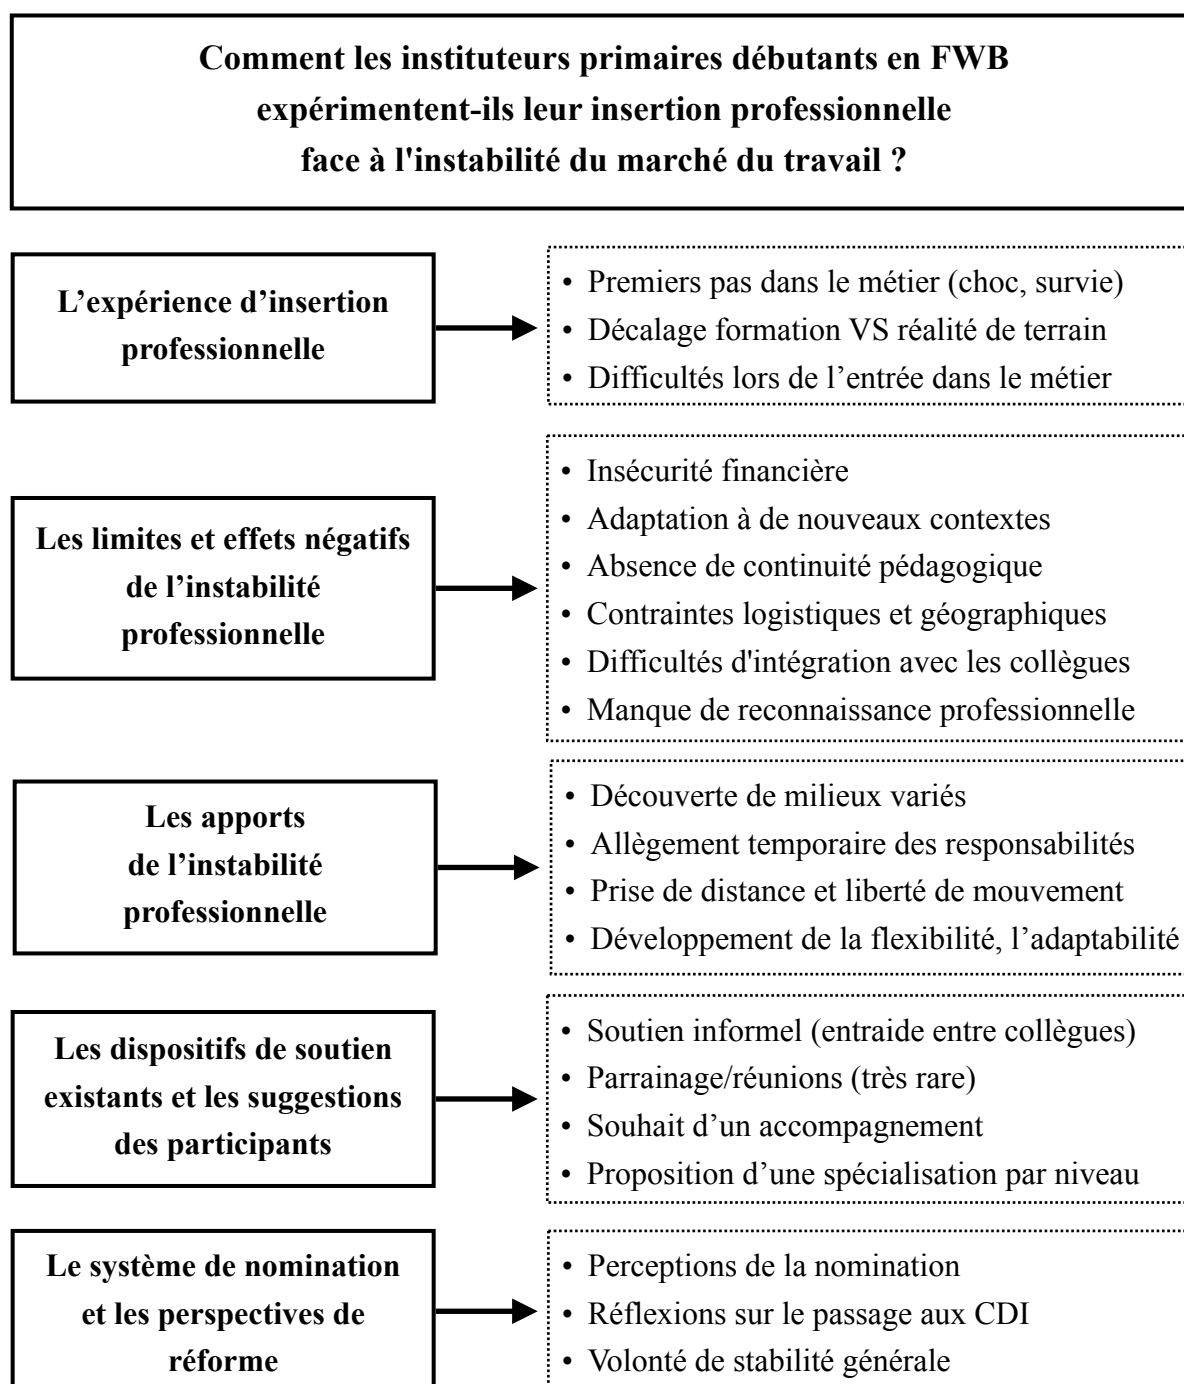 Comment les instituteurs primaires débutants en FWB
expérimentent-ils leur insertion professionnelle
face à l'instabilité du marché du travail ?
L’expérience d’insertion
professionnelle
• Premiers pas dans le métier (choc, survie)
• Décalage formation VS réalité de terrain
• Difficultés lors de l’entrée dans le métier
Les limites et effets négatifs
de l’instabilité
professionnelle
• Insécurité financière
• Adaptation à de nouveaux contextes
• Absence de continuité pédagogique
• Contraintes logistiques et géographiques
• Difficultés d'intégration avec les collègues
• Manque de reconnaissance professionnelle
Les apports
de l’instabilité
professionnelle
• Découverte de milieux variés
• Allègement temporaire des responsabilités
• Prise de distance et liberté de mouvement
• Développement de la flexibilité, l’adaptabilité
Les dispositifs de soutien
existants et les suggestions
des participants
• Soutien informel (entraide entre collègues)
• Parrainage/réunions (très rare)
• Souhait d’un accompagnement
• Proposition d’une spécialisation par niveau
Le système de nomination
et les perspectives de
réforme
• Perceptions de la nomination
• Réflexions sur le passage aux CDI
• Volonté de stabilité générale